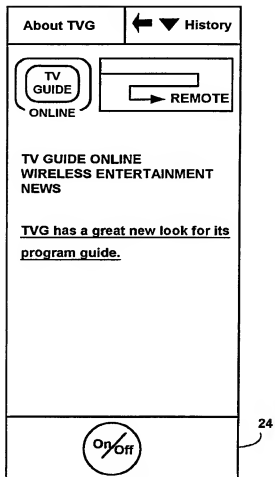 About TVG
History
TV
GUIDE
ONLINE
REMOTE
TV GUIDE ONLINE
WIRELESS ENTERTAINMENT
NEWS
TVG has a great new look for its
program guide.
On/Off
24